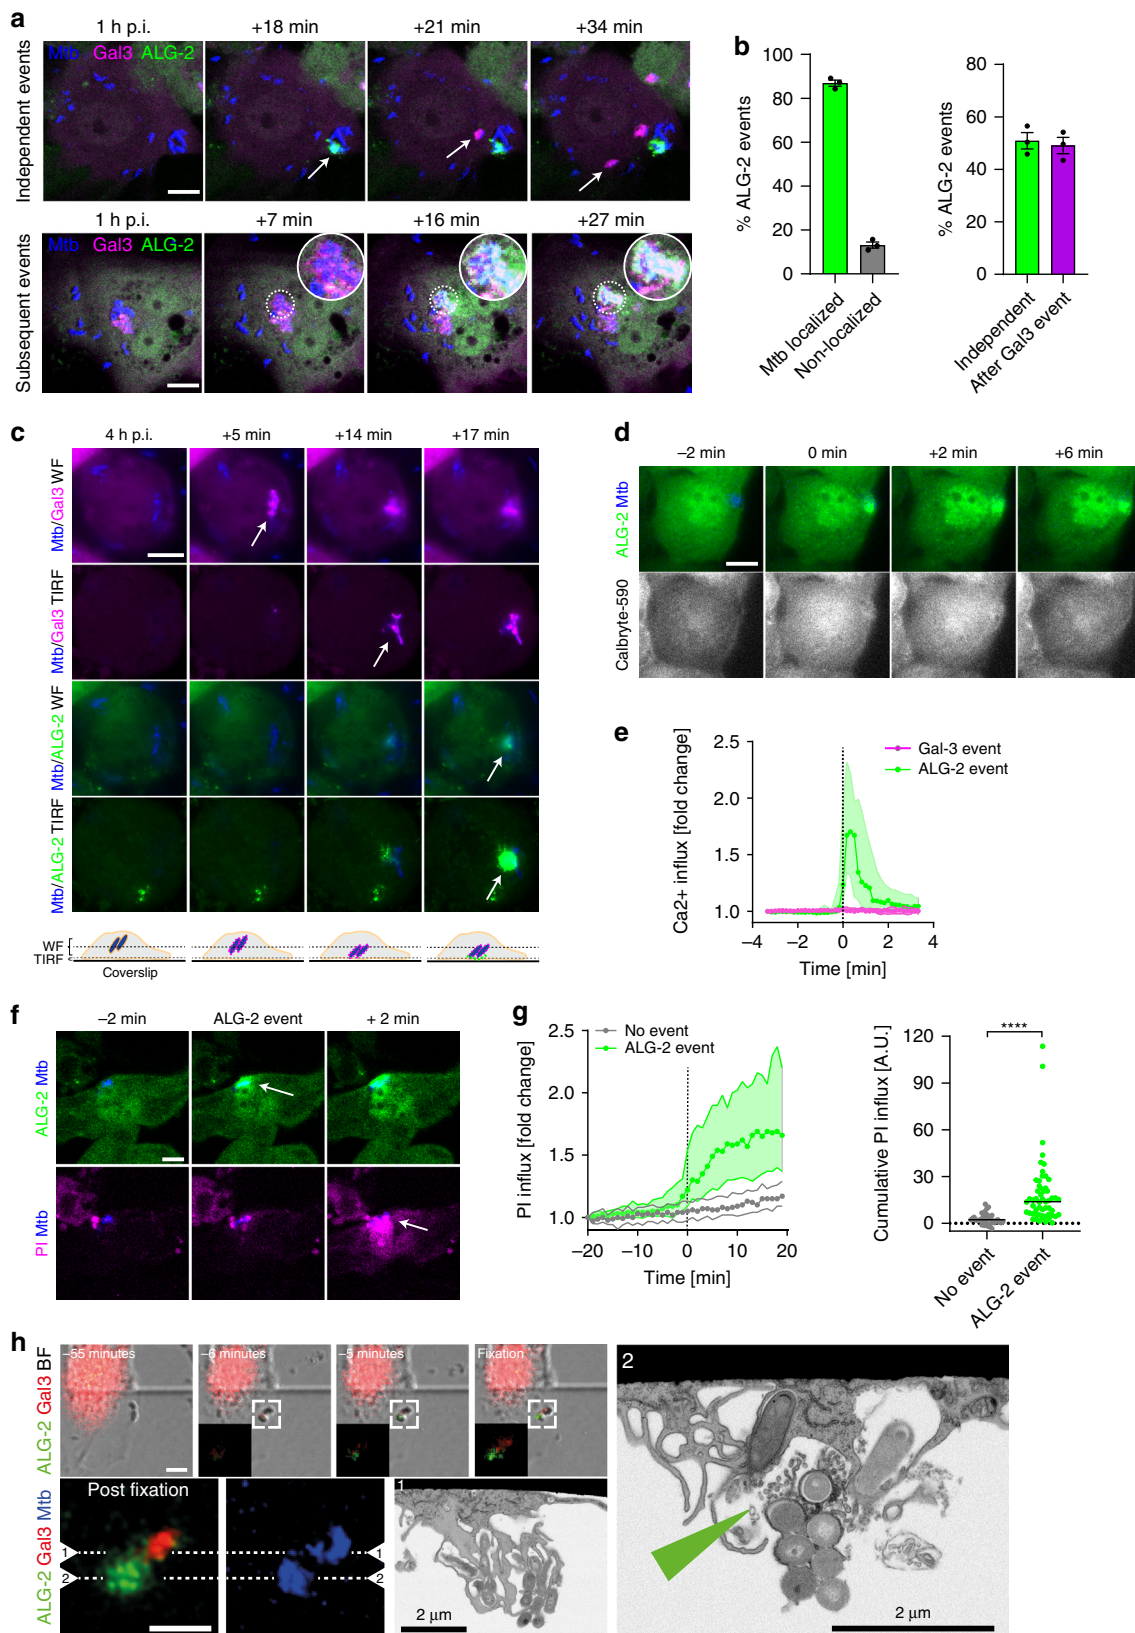 a
1 h p.i.
+18 min
+21 min
+34 min
Independent events
Mtb Gal3 ALG-2
1 h p.i.
+7 min
+16 min
+27 min
Subsequent events
Mtb Gal3 ALG-2
b
% ALG-2 events
100
80
60
40
20
0
Mtb localized
Non-localized
% ALG-2 events
80
60
40
20
0
Independent
After Gal3 event
c
4 h p.i.
+5 min
+14 min
+17 min
Mtb/Gal3 WF
Mtb/Gal3 TIRF
Mtb/ALG-2 WF
Mtb/ALG-2 TIRF
WF
TIRF
Coverslip
d
−2 min
0 min
+2 min
+6 min
ALG-2 Mtb
Calbryte-590
e
Ca2+ influx [fold change]
2.5
2.0
1.5
1.0
Gal-3 event
ALG-2 event
−4
−2
0
2
4
Time [min]
f
−2 min
ALG-2 event
+ 2 min
ALG-2 Mtb
PI Mtb
g
PI influx [fold change]
2.5
2.0
1.5
1.0
No event
ALG-2 event
−20
−10
0
10
20
Time [min]
Cumulative PI influx [A.U.]
120
90
60
30
0
****
No event
ALG-2 event
h
ALG-2 Gal3 BF
−55 minutes
−6 minutes
−5 minutes
Fixation
ALG-2 Gal3 Mtb
Post fixation
1
2
1
2
1
2 µm
2
2 µm